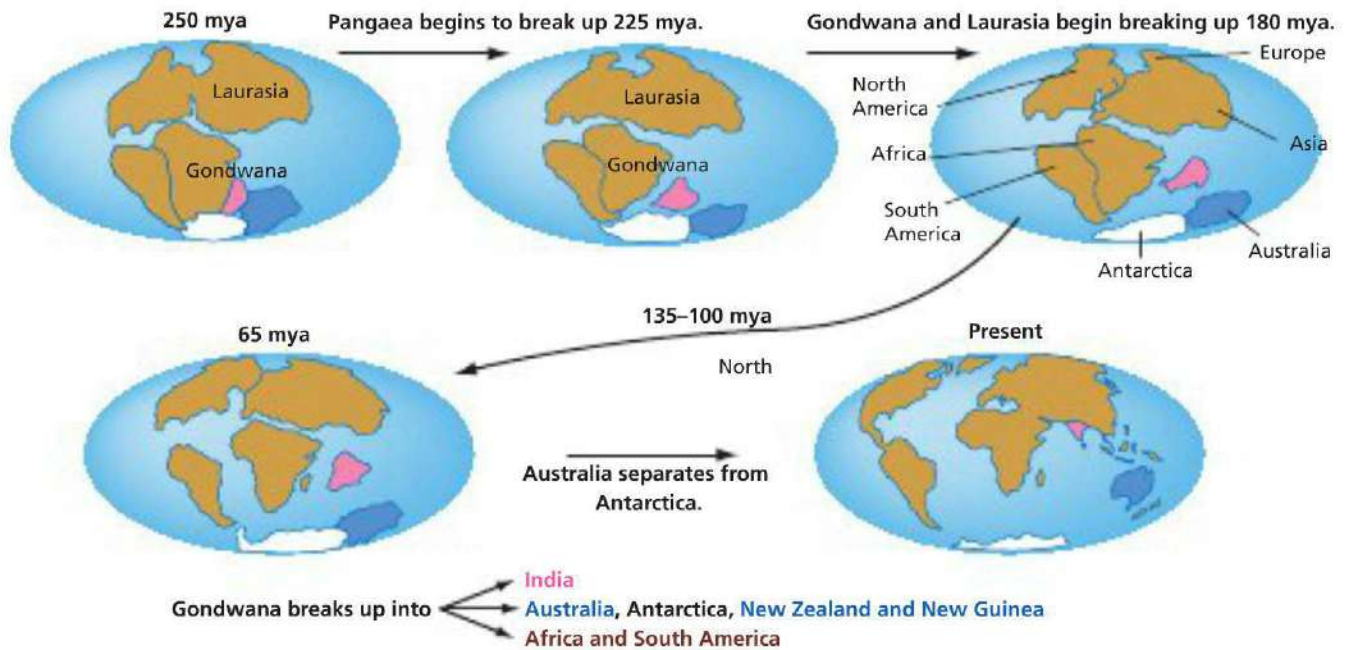 250 mya
Pangaea begins to break up 225 mya.
Gondwana and Laurasia begin breaking up 180 mya.
Laurasia
Gondwana
Laurasia
Gondwana
Europe
North
America
Asia
Africa
South
America
Australia
Antarctica
135–100 mya
65 mya
North
Present
Australia separates from
Antarctica.
India
Gondwana breaks up into
Australia, Antarctica, New Zealand and New Guinea
Africa and South America